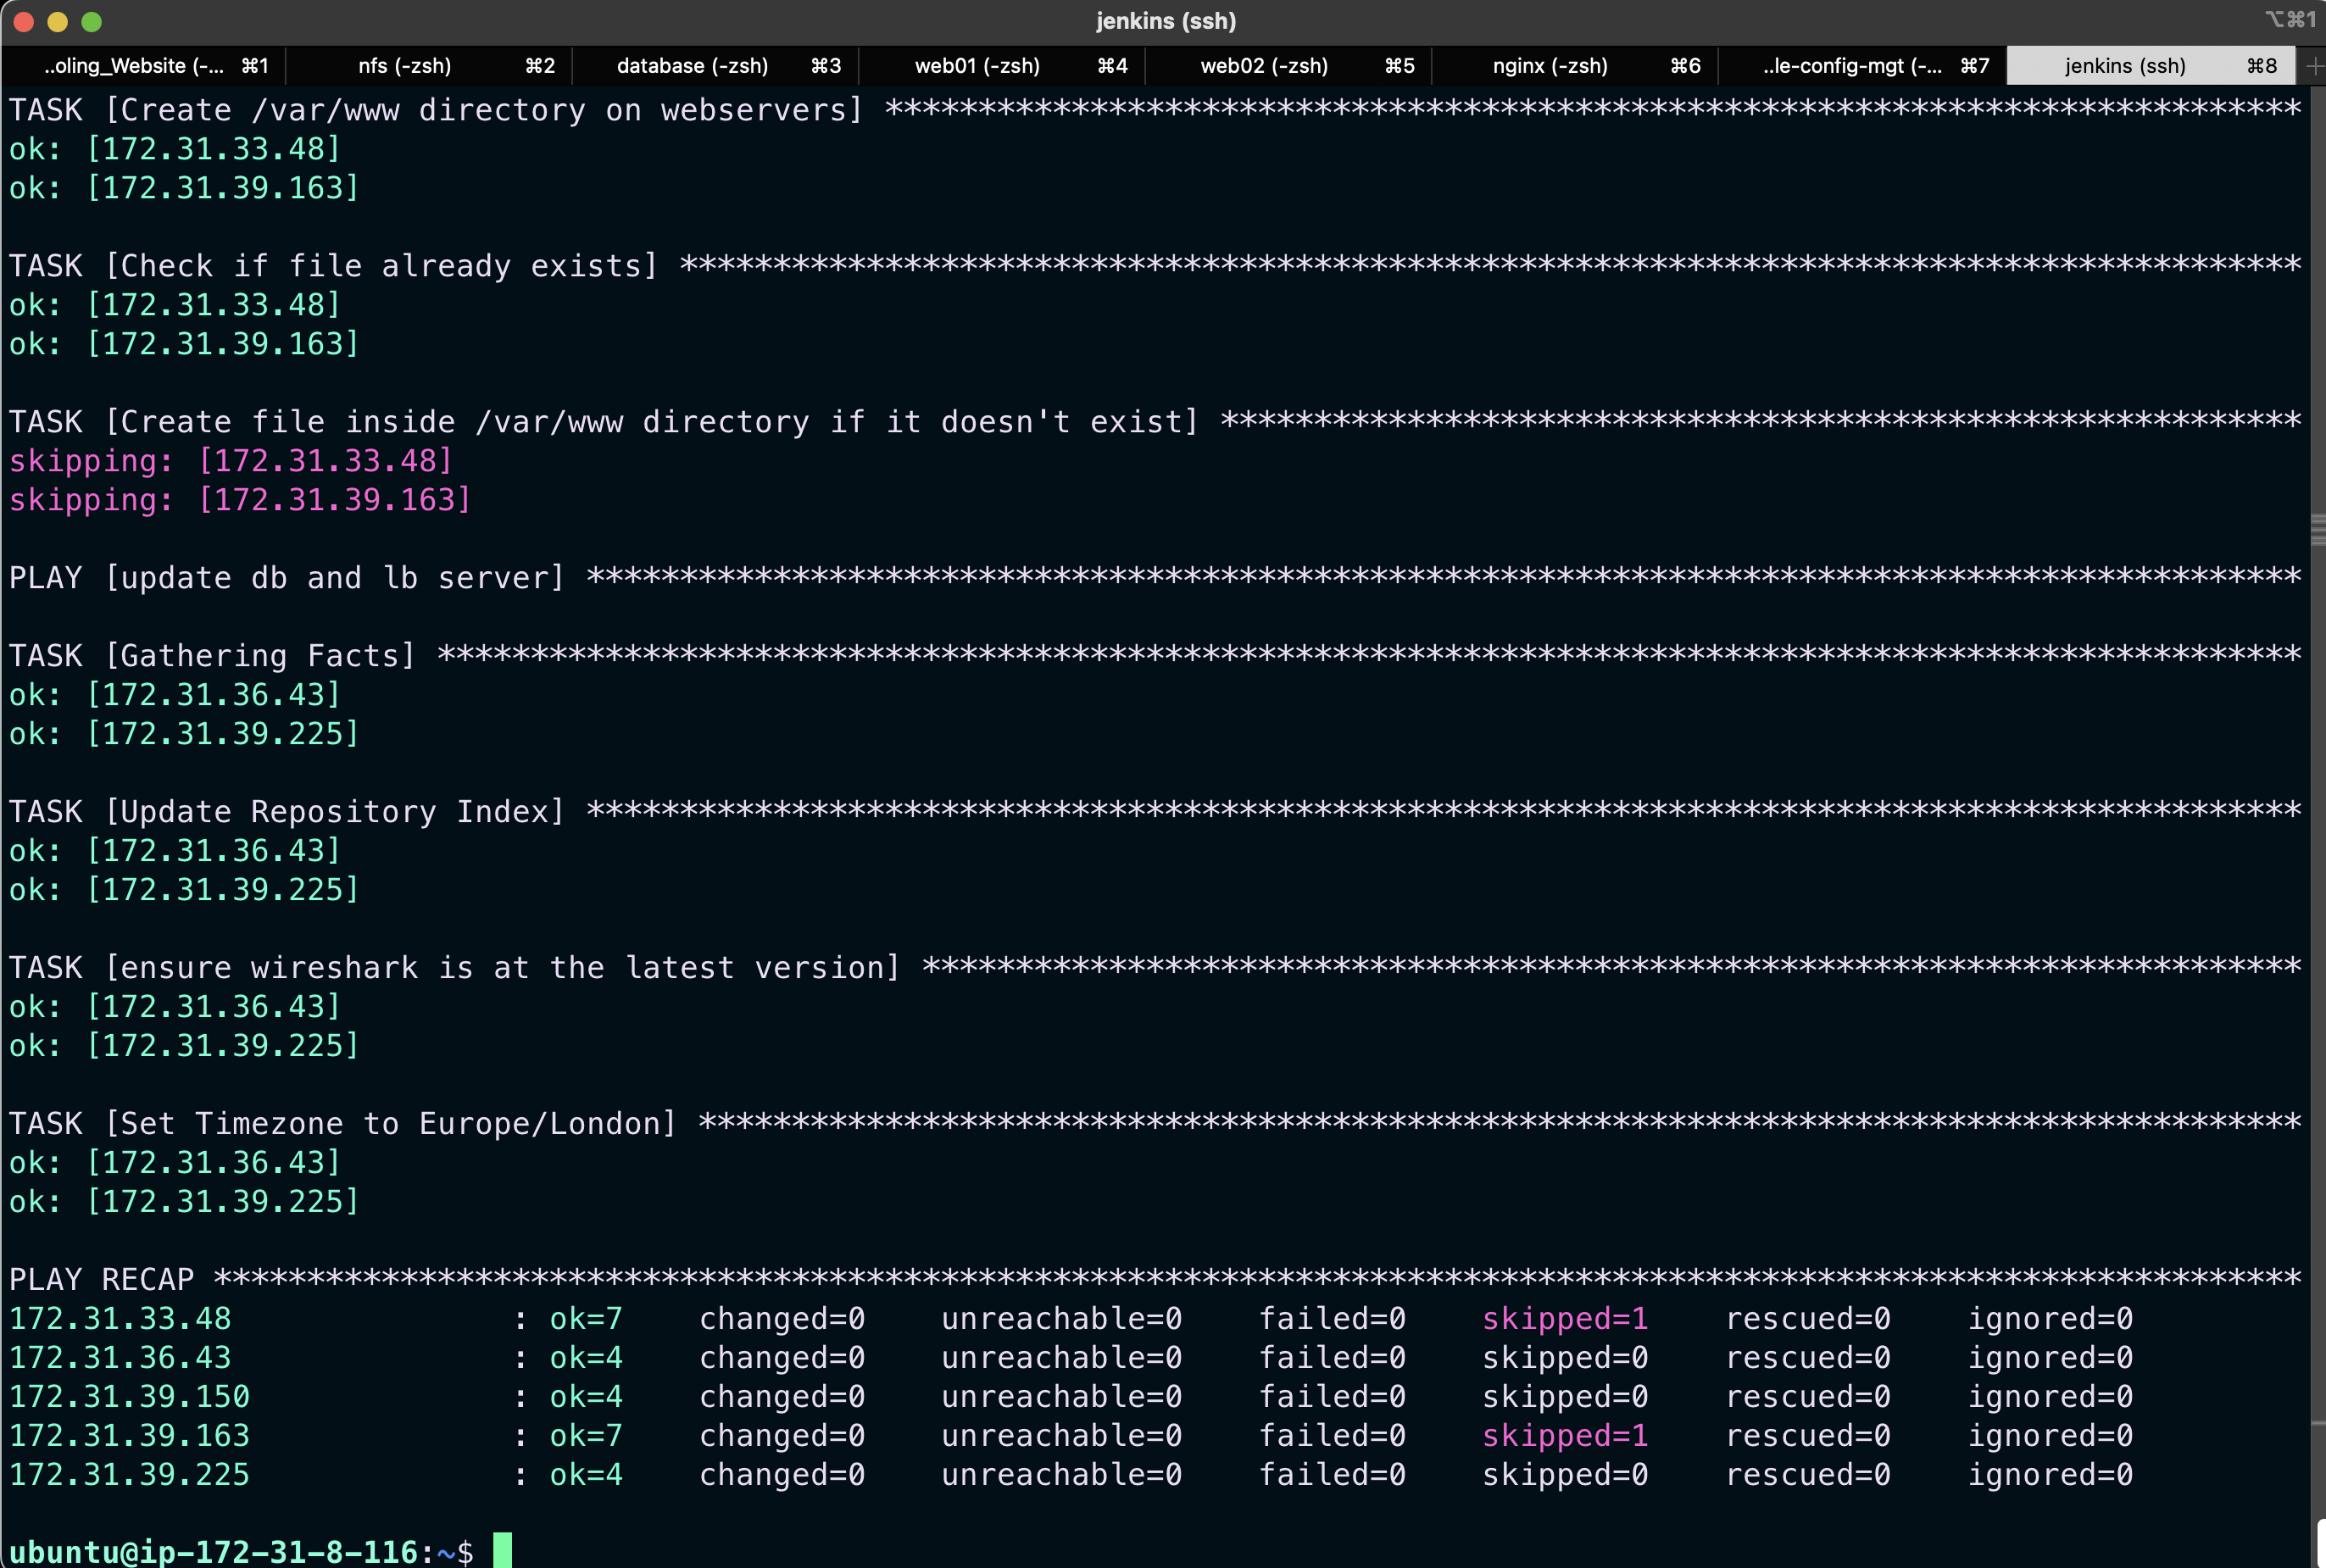 jenkins (ssh)
⌥⌘1
..oling_Website (-... ⌘1 nfs (-zsh) ⌘2 database (-zsh) ⌘3 web01 (-zsh) ⌘4 web02 (-zsh) ⌘5 nginx (-zsh) ⌘6 ..le-config-mgt (-... ⌘7 jenkins (ssh) ⌘8 +
TASK [Create /var/www directory on webservers] ****************************************************************************
ok: [172.31.33.48]
ok: [172.31.39.163]
TASK [Check if file already exists] ***************************************************************************************
ok: [172.31.33.48]
ok: [172.31.39.163]
TASK [Create file inside /var/www directory if it doesn't exist] **********************************************************
skipping: [172.31.33.48]
skipping: [172.31.39.163]
PLAY [update db and lb server] ********************************************************************************************
TASK [Gathering Facts] ****************************************************************************************************
ok: [172.31.36.43]
ok: [172.31.39.225]
TASK [Update Repository Index] ********************************************************************************************
ok: [172.31.36.43]
ok: [172.31.39.225]
TASK [ensure wireshark is at the latest version] **************************************************************************
ok: [172.31.36.43]
ok: [172.31.39.225]
TASK [Set Timezone to Europe/London] **************************************************************************************
ok: [172.31.36.43]
ok: [172.31.39.225]
PLAY RECAP ****************************************************************************************************************
172.31.33.48 : ok=7 changed=0 unreachable=0 failed=0 skipped=1 rescued=0 ignored=0
172.31.36.43 : ok=4 changed=0 unreachable=0 failed=0 skipped=0 rescued=0 ignored=0
172.31.39.150 : ok=4 changed=0 unreachable=0 failed=0 skipped=0 rescued=0 ignored=0
172.31.39.163 : ok=7 changed=0 unreachable=0 failed=0 skipped=1 rescued=0 ignored=0
172.31.39.225 : ok=4 changed=0 unreachable=0 failed=0 skipped=0 rescued=0 ignored=0
ubuntu@ip-172-31-8-116:~$